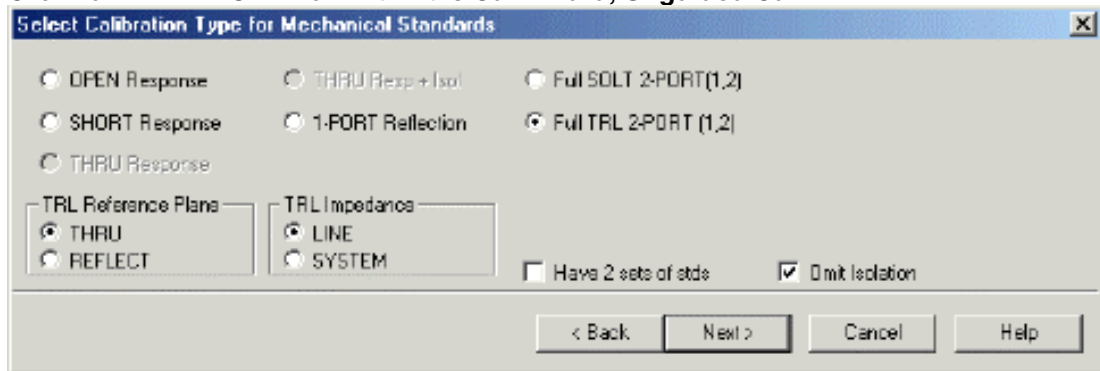 Select Calibration Type for Mechanical Standards
OPEN Response
THRU Resp + Isol
Full SOLT 2-PORT(1,2)
SHORT Response
1-PORT Reflection
Full TRL 2-PORT (1,2)
THRU Response
TRL Reference Plane
TRL Impedance
THRU
LINE
REFLECT
SYSTEM
Have 2 sets of stds
Omit Isolation
< Back
Next >
Cancel
Help